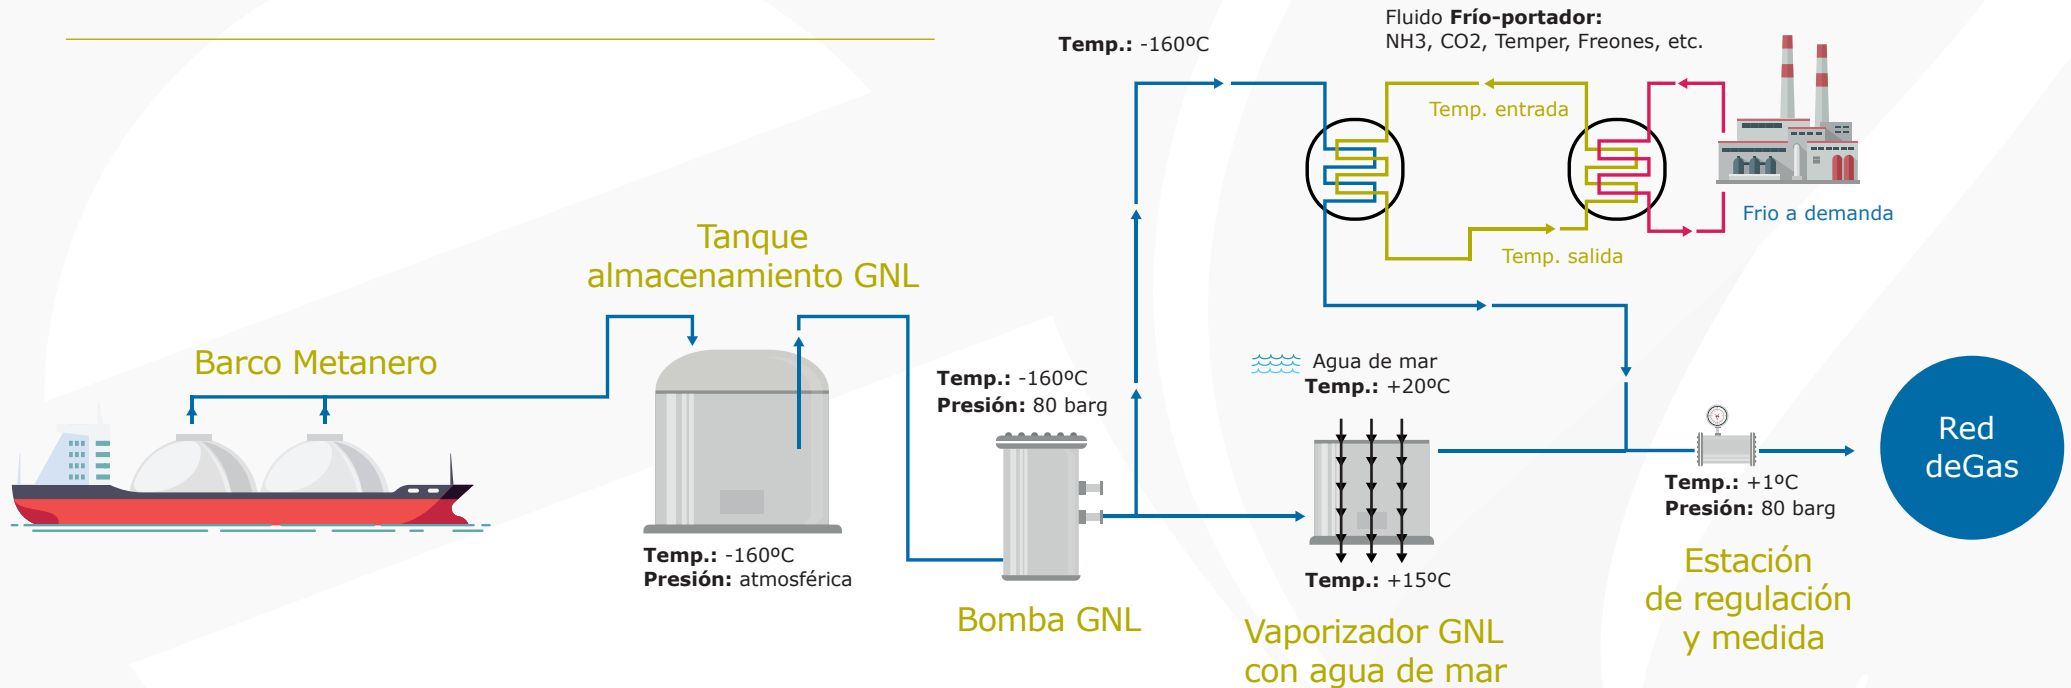 Fluido Frío-portador:
NH3, CO2, Temper, Freones, etc.
Temp.: -160ºC
Temp. entrada
Temp. salida
Frio a demanda
Tanque
almacenamiento GNL
Barco Metanero
Temp.: -160ºC
Presión: atmosférica
Temp.: -160ºC
Presión: 80 barg
Bomba GNL
Agua de mar
Temp.: +20ºC
Temp.: +15ºC
Vaporizador GNL
con agua de mar
Temp.: +1ºC
Presión: 80 barg
Estación
de regulación
y medida
Red
deGas